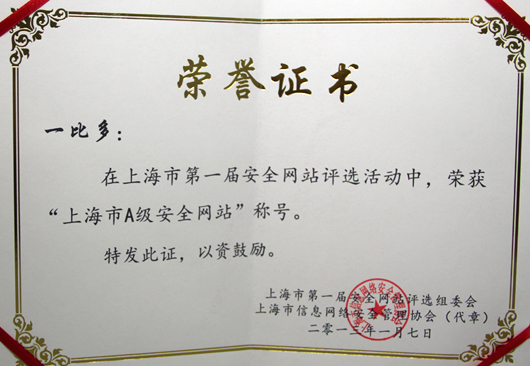 荣誉证书
一比多：
在上海市第一届安全网站评选活动中，荣获
“上海市A级安全网站”称号。
特发此证，以资鼓励。
上海市第一届安全网站评选组委会
上海市信息网络安全管理协会（代章）
二零一三年一月七日